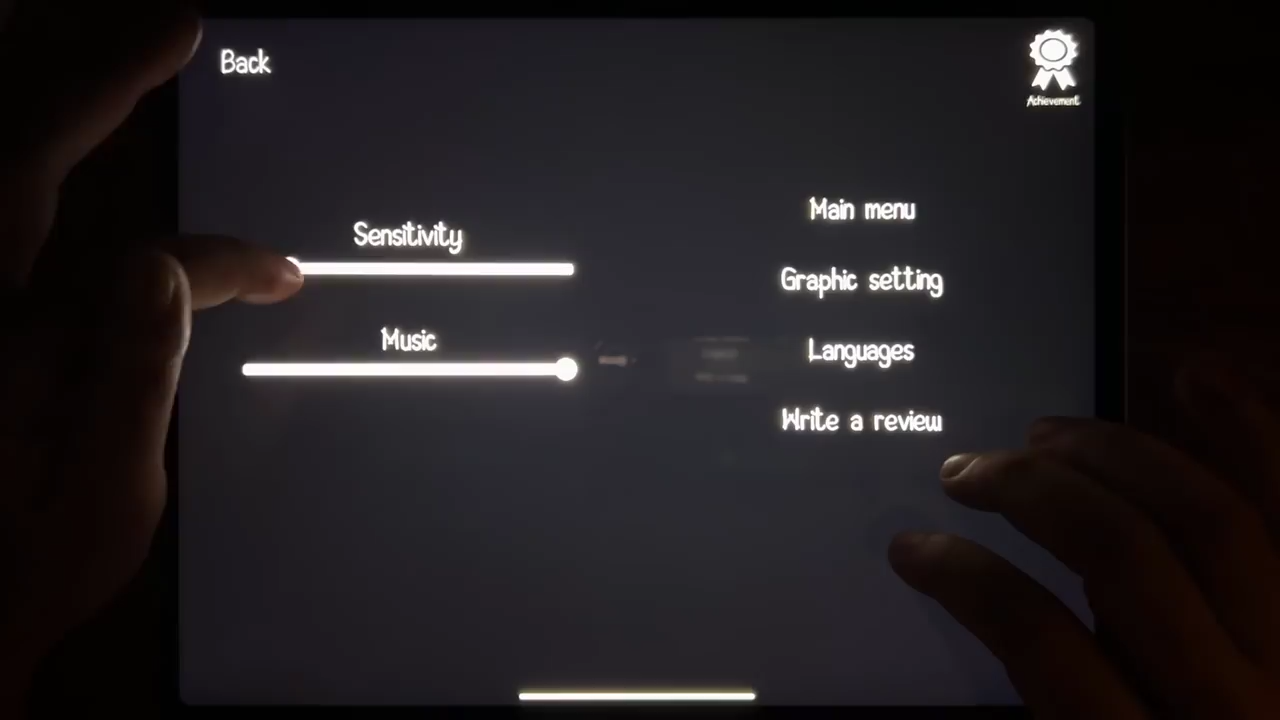 Back
Achievement
Sensitivity
Music
Main menu
Graphic setting
Languages
Write a review